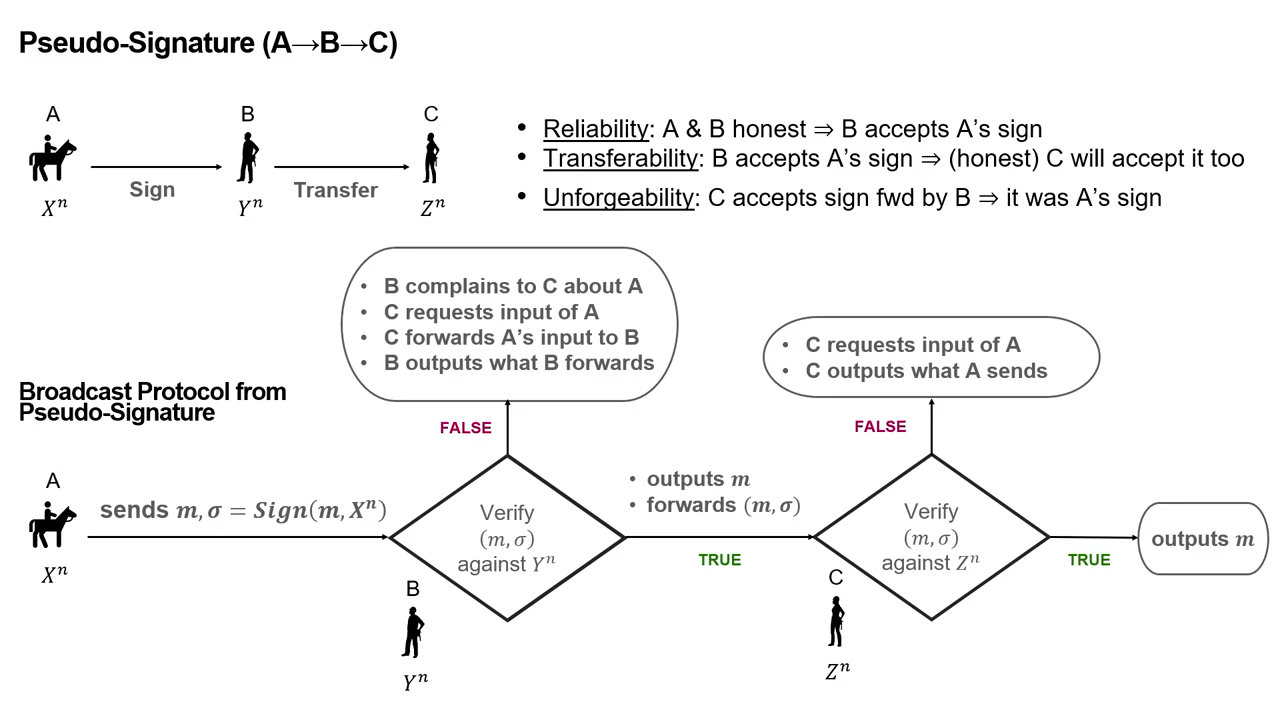 Pseudo-Signature (A→B→C)
A
B
C
Sign
Transfer
Xⁿ
Yⁿ
Zⁿ
• Reliability: A & B honest ⇒ B accepts A's sign
• Transferability: B accepts A's sign ⇒ (honest) C will accept it too
• Unforgeability: C accepts sign fwd by B ⇒ it was A's sign
• B complains to C about A
• C requests input of A
• C forwards A's input to B
• B outputs what B forwards
• C requests input of A
• C outputs what A sends
Broadcast Protocol from
Pseudo-Signature
FALSE
FALSE
A
sends m, σ = Sign(m, Xⁿ)
Xⁿ
Verify
(m, σ)
against Yⁿ
B
Yⁿ
• outputs m
• forwards (m, σ)
TRUE
Verify
(m, σ)
against Zⁿ
C
Zⁿ
TRUE
outputs m